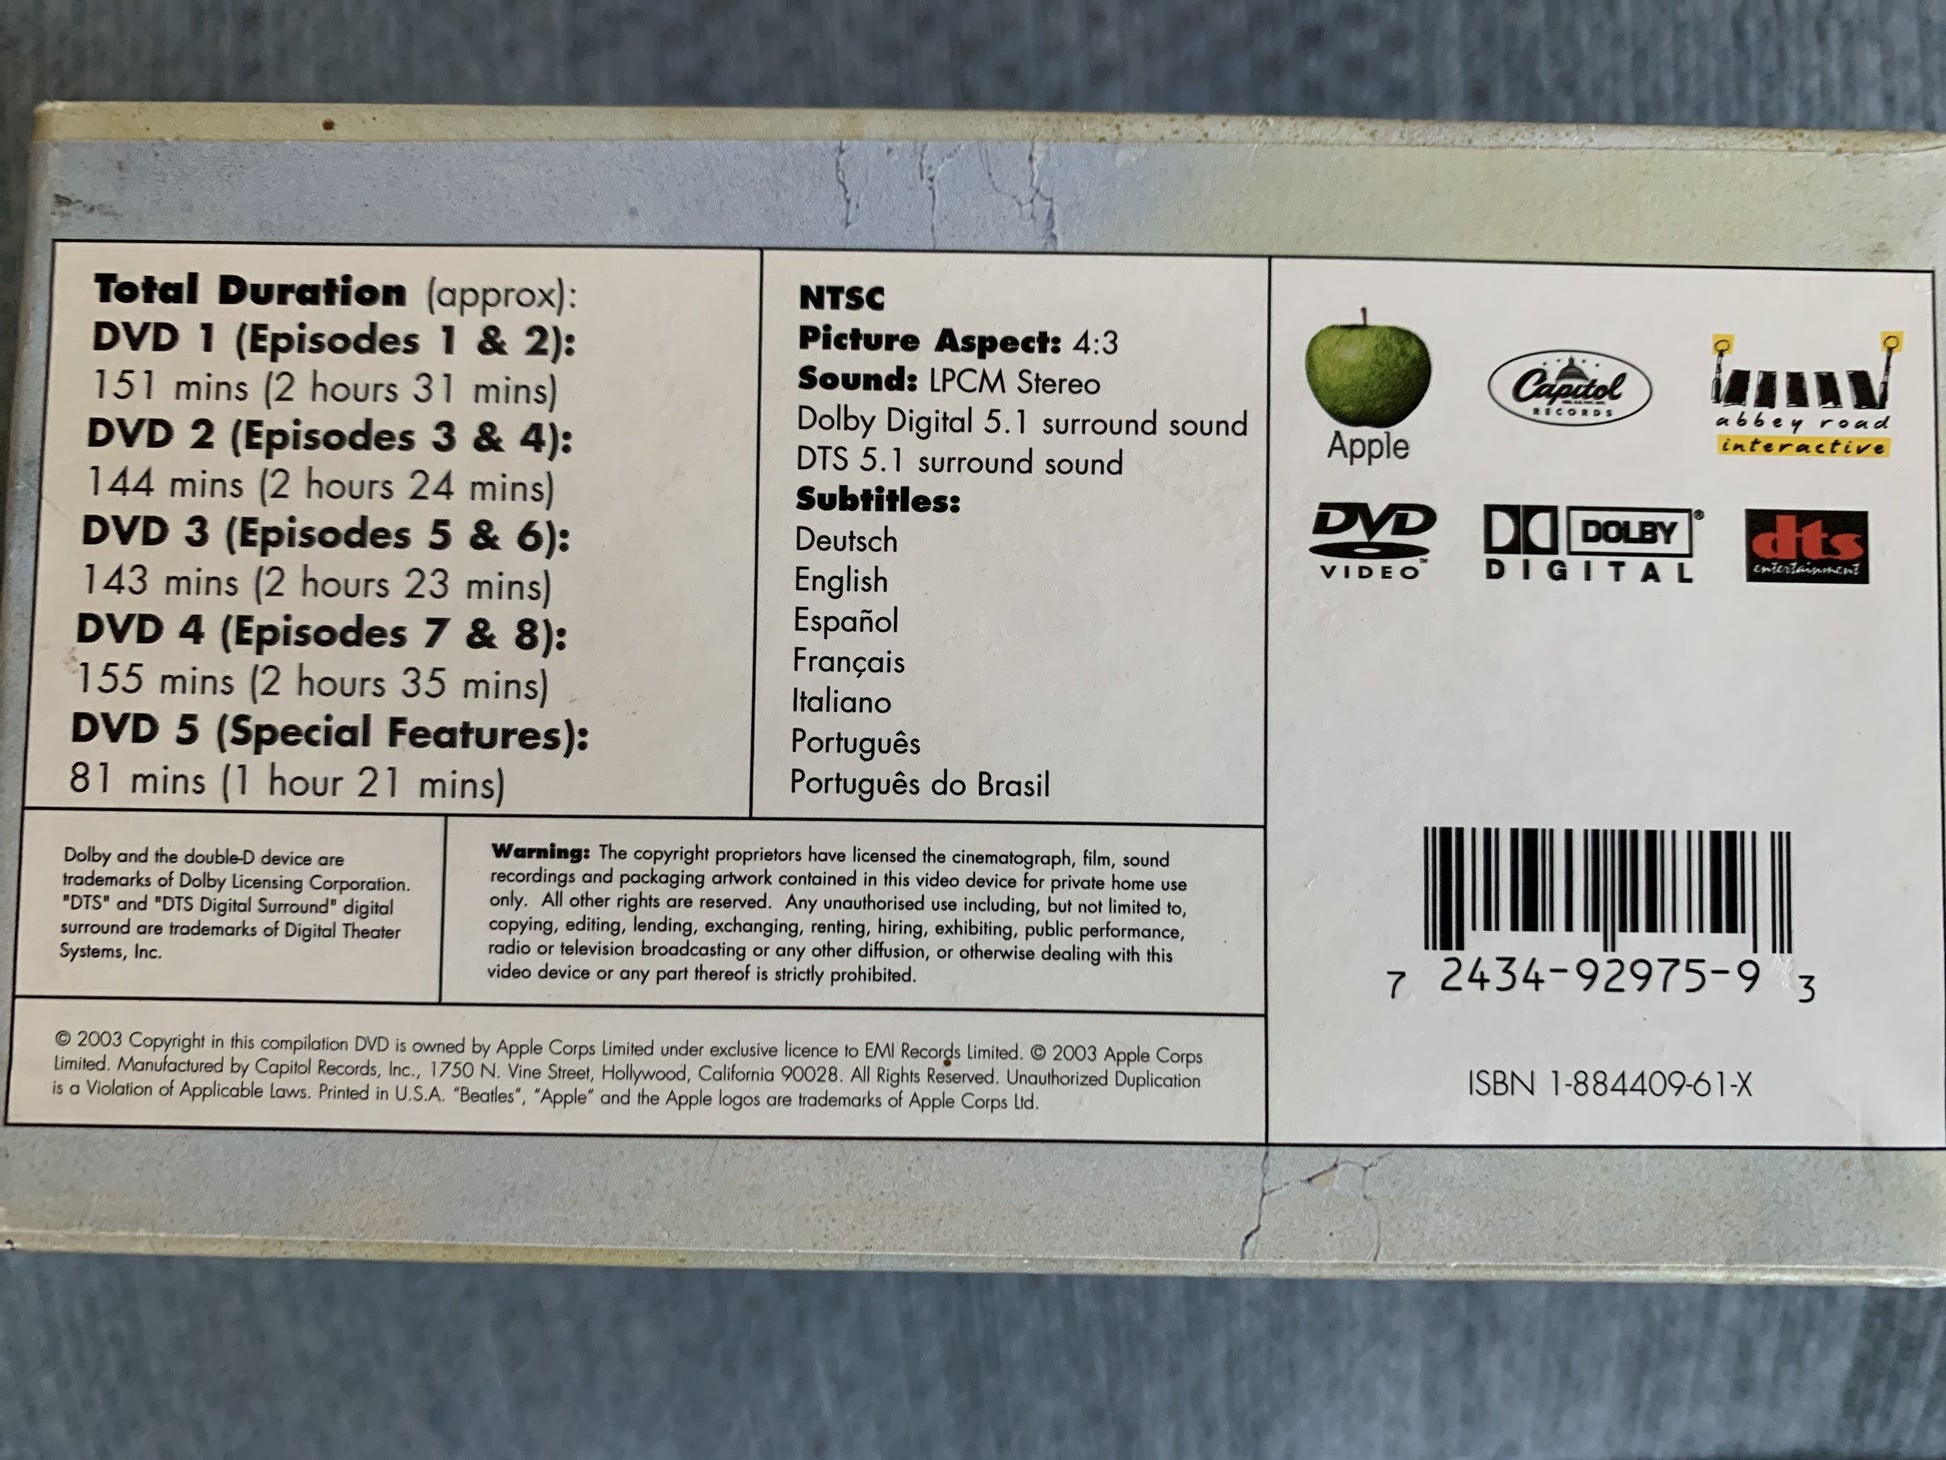 Total Duration (approx):
DVD 1 (Episodes 1 & 2):
151 mins (2 hours 31 mins)
DVD 2 (Episodes 3 & 4):
144 mins (2 hours 24 mins)
DVD 3 (Episodes 5 & 6):
143 mins (2 hours 23 mins)
DVD 4 (Episodes 7 & 8):
155 mins (2 hours 35 mins)
DVD 5 (Special Features):
81 mins (1 hour 21 mins)
NTSC
Picture Aspect: 4:3
Sound: LPCM Stereo
Dolby Digital 5.1 surround sound
DTS 5.1 surround sound
Subtitles:
Deutsch
English
Español
Français
Italiano
Português
Português do Brasil
Apple
Capitol
RECORDS
abbey road
interactive
DVD
VIDEO™
DOLBY®
DIGITAL
dts
entertainment
Dolby and the double-D device are
trademarks of Dolby Licensing Corporation.
"DTS" and "DTS Digital Surround" digital
surround are trademarks of Digital Theater
Systems, Inc.
Warning: The copyright proprietors have licensed the cinematograph, film, sound
recordings and packaging artwork contained in this video device for private home use
only. All other rights are reserved. Any unauthorised use including, but not limited to,
copying, editing, lending, exchanging, renting, hiring, exhibiting, public performance,
radio or television broadcasting or any other diffusion, or otherwise dealing with this
video device or any part thereof is strictly prohibited.
© 2003 Copyright in this compilation DVD is owned by Apple Corps Limited under exclusive licence to EMI Records Limited. © 2003 Apple Corps
Limited. Manufactured by Capitol Records, Inc., 1750 N. Vine Street, Hollywood, California 90028. All Rights Reserved. Unauthorized Duplication
is a Violation of Applicable Laws. Printed in U.S.A. "Beatles", "Apple" and the Apple logos are trademarks of Apple Corps Ltd.
7 2434-92975-9 3
ISBN 1-884409-61-X